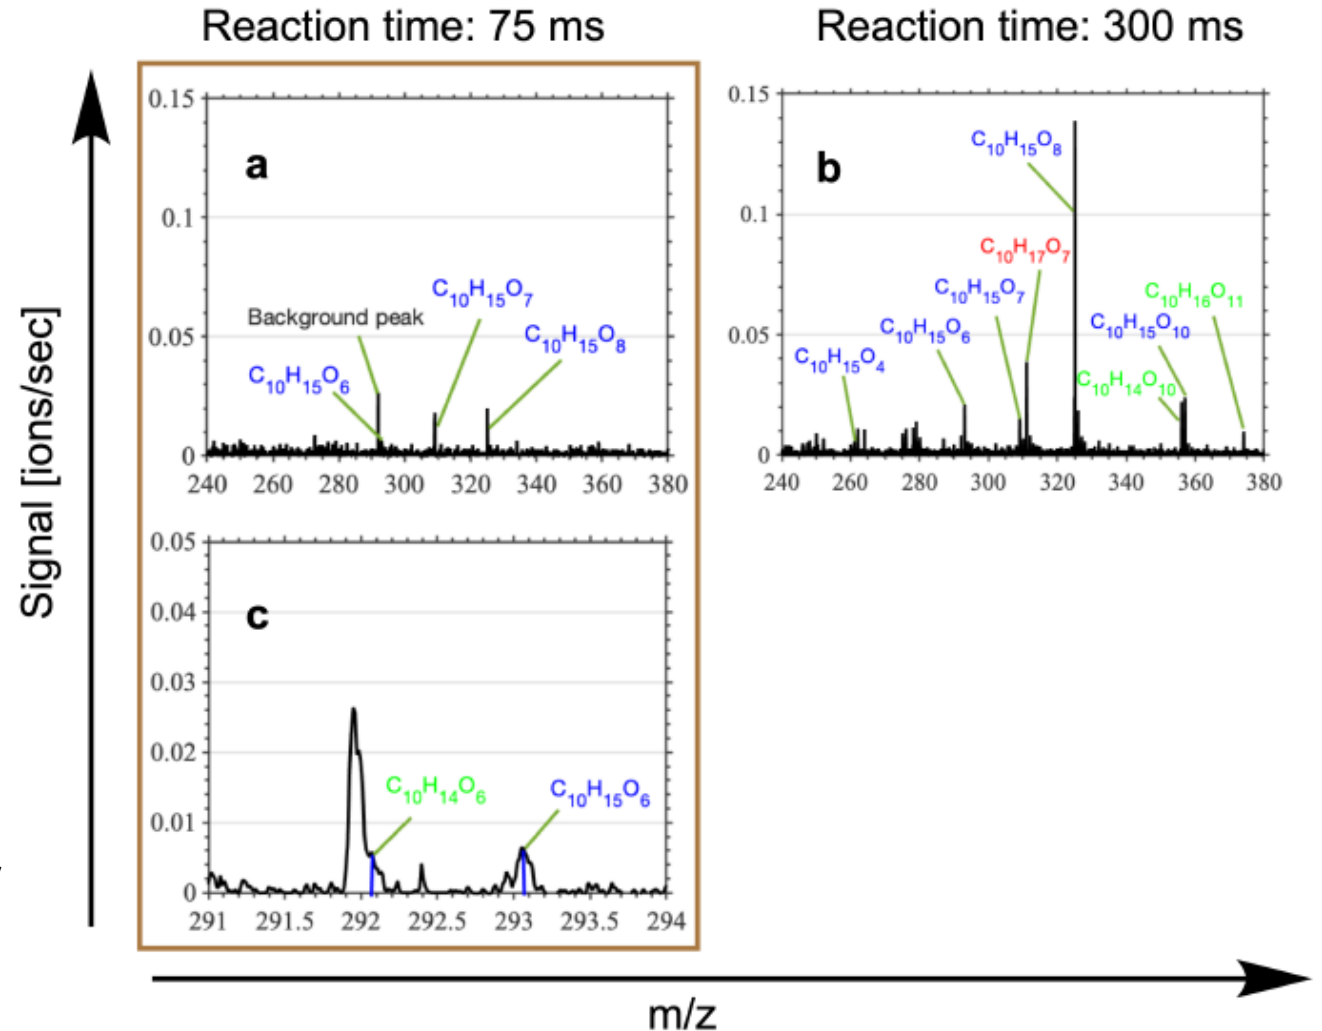 Reaction time: 75 ms
Reaction time: 300 ms
Signal [ions/sec]
a
0.15
0.1
0.05
0
C10H15O7
Background peak
C10H15O8
C10H15O6
240 260 280 300 320 340 360 380
b
0.15
0.1
0.05
0
C10H15O8
C10H17O7
C10H15O7
C10H16O11
C10H15O6
C10H15O10
C10H15O4
C10H14O10
240 260 280 300 320 340 360 380
c
0.05
0.04
0.03
0.02
0.01
0
C10H14O6
C10H15O6
291 291.5 292 292.5 293 293.5 294
m/z